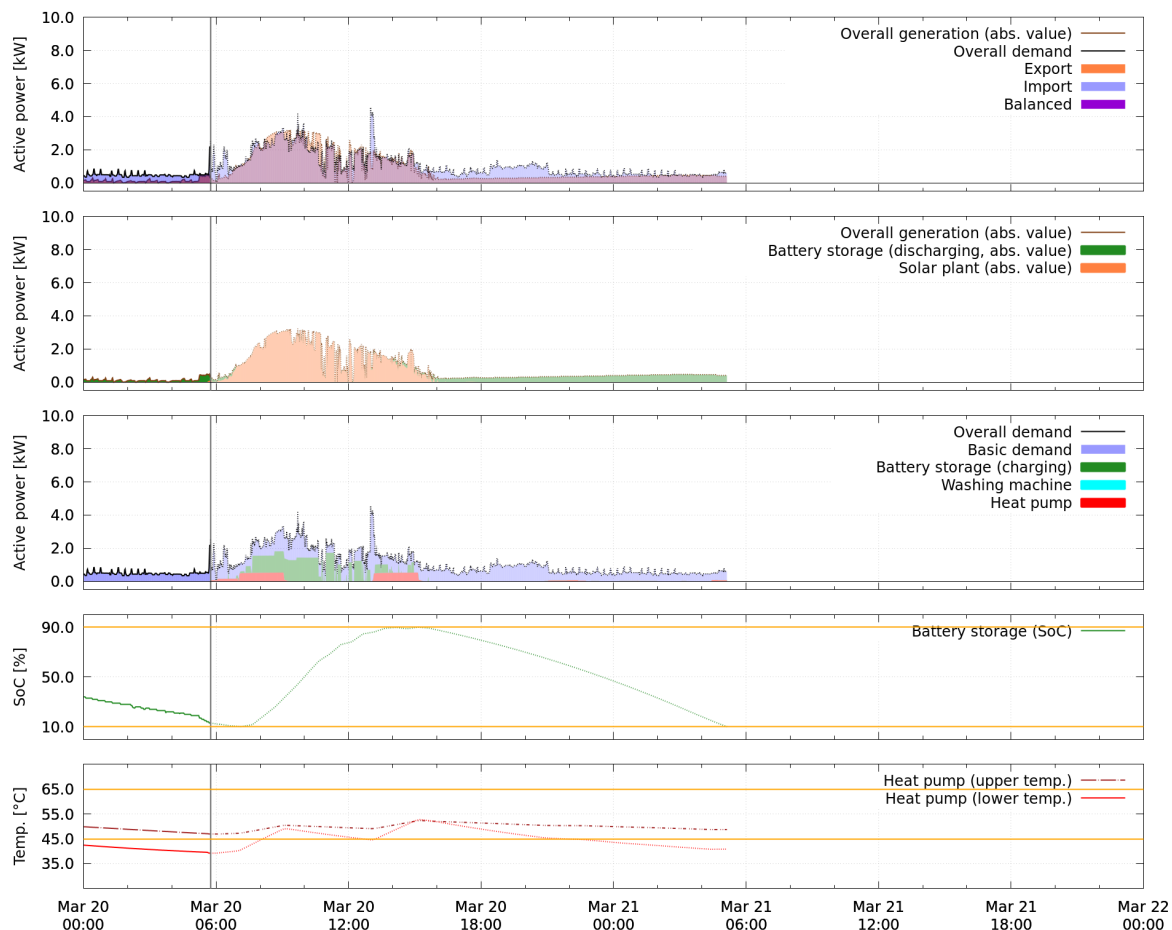 10.0
8.0
6.0
4.0
2.0
0.0
Active power [kW]
Overall generation (abs. value)
Overall demand
Export
Import
Balanced
10.0
8.0
6.0
4.0
2.0
0.0
Active power [kW]
Overall generation (abs. value)
Battery storage (discharging, abs. value)
Solar plant (abs. value)
10.0
8.0
6.0
4.0
2.0
0.0
Active power [kW]
Overall demand
Basic demand
Battery storage (charging)
Washing machine
Heat pump
90.0
50.0
10.0
SoC [%]
Battery storage (SoC)
65.0
55.0
45.0
35.0
Temp. [°C]
Heat pump (upper temp.)
Heat pump (lower temp.)
Mar 20 Mar 20 Mar 20 Mar 20 Mar 21 Mar 21 Mar 21 Mar 21 Mar 22
00:00 06:00 12:00 18:00 00:00 06:00 12:00 18:00 00:00